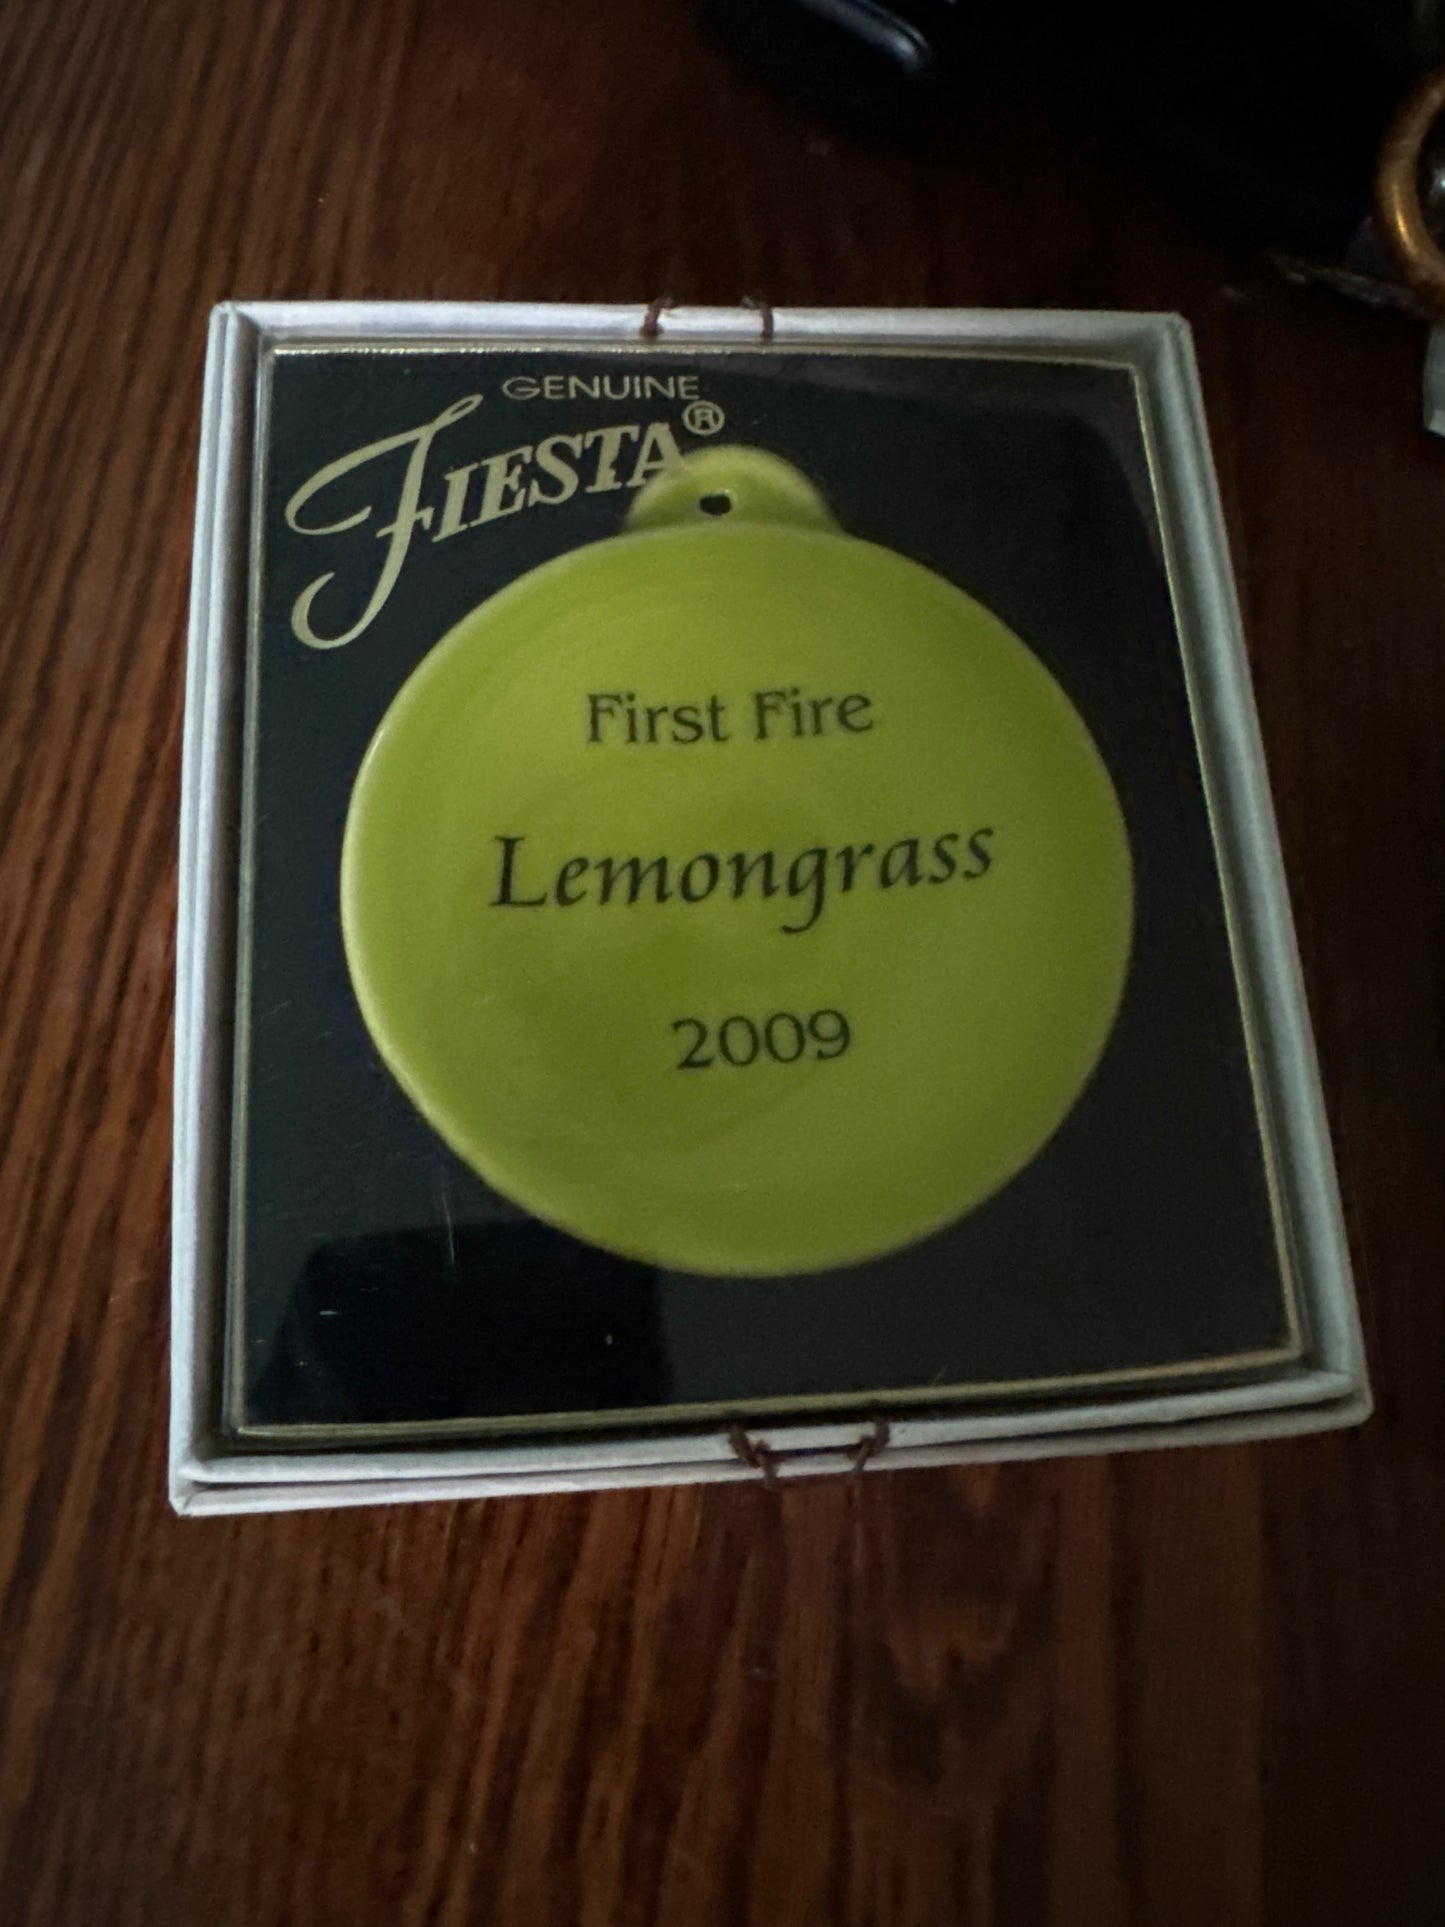 GENUINE
FIESTA®
First Fire
Lemongrass
2009